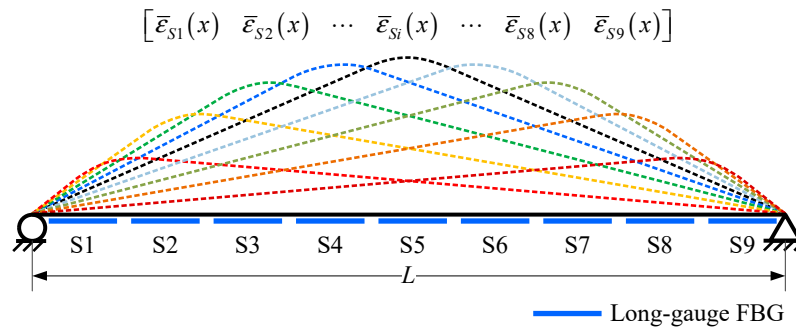 [ε̅_{S1}(x) ε̅_{S2}(x) ⋯ ε̅_{Si}(x) ⋯ ε̅_{S8}(x) ε̅_{S9}(x)]
S1 S2 S3 S4 S5 S6 S7 S8 S9
L
Long-gauge FBG